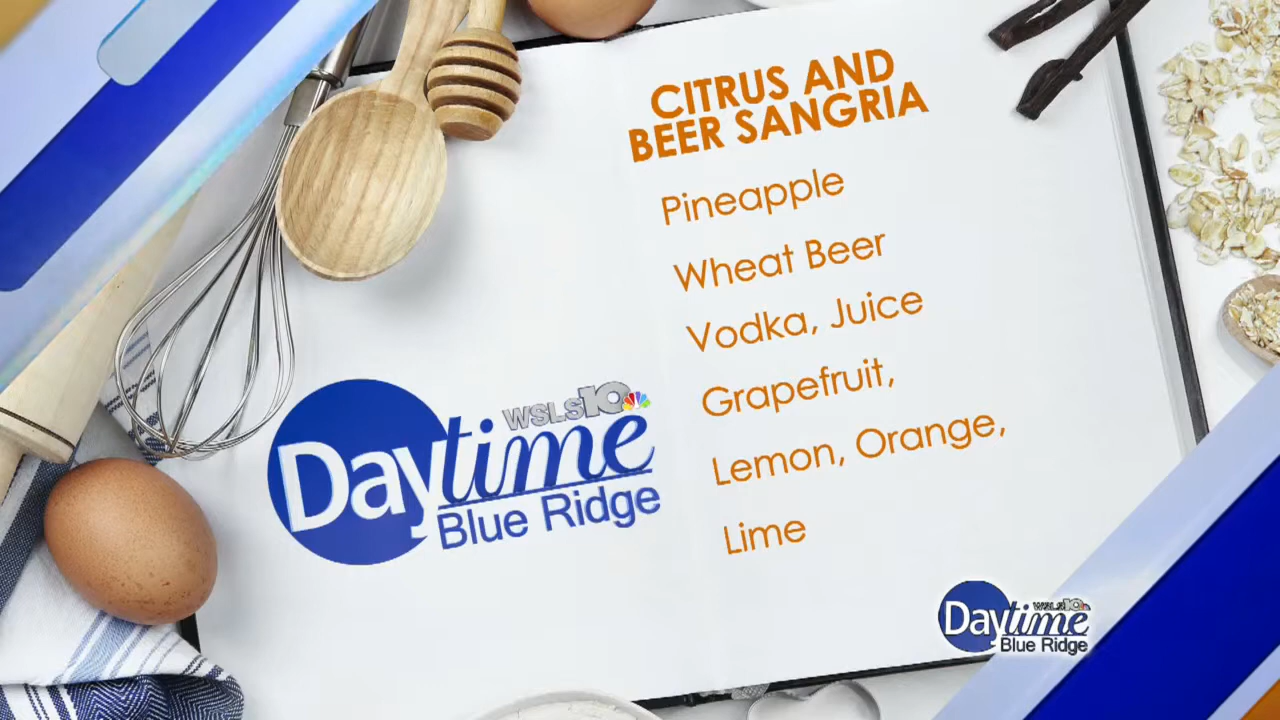 CITRUS AND
BEER SANGRIA
Pineapple
Wheat Beer
Vodka, Juice
Grapefruit,
Lemon, Orange,
Lime
WSLS10
Daytime
Blue Ridge
WSLS10
Daytime
Blue Ridge